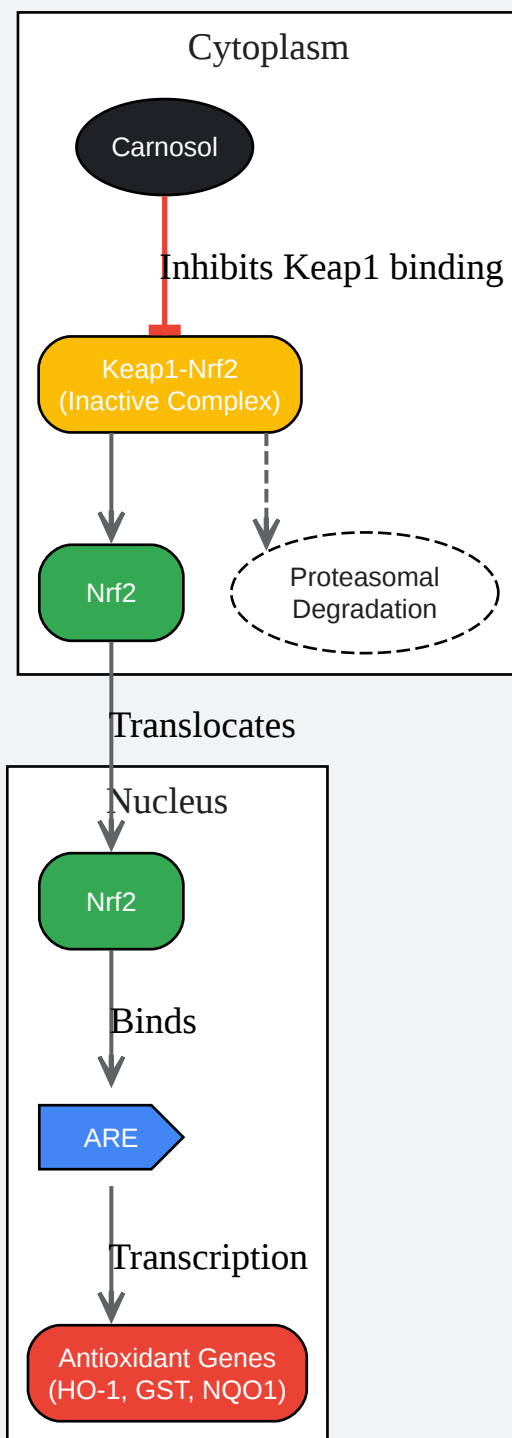 Cytoplasm
Carnosol
Inhibits Keap1 binding
Keap1-Nrf2
(Inactive Complex)
Nrf2
Proteasomal
Degradation
Translocates
Nucleus
Nrf2
Binds
ARE
Transcription
Antioxidant Genes
(HO-1, GST, NQO1)